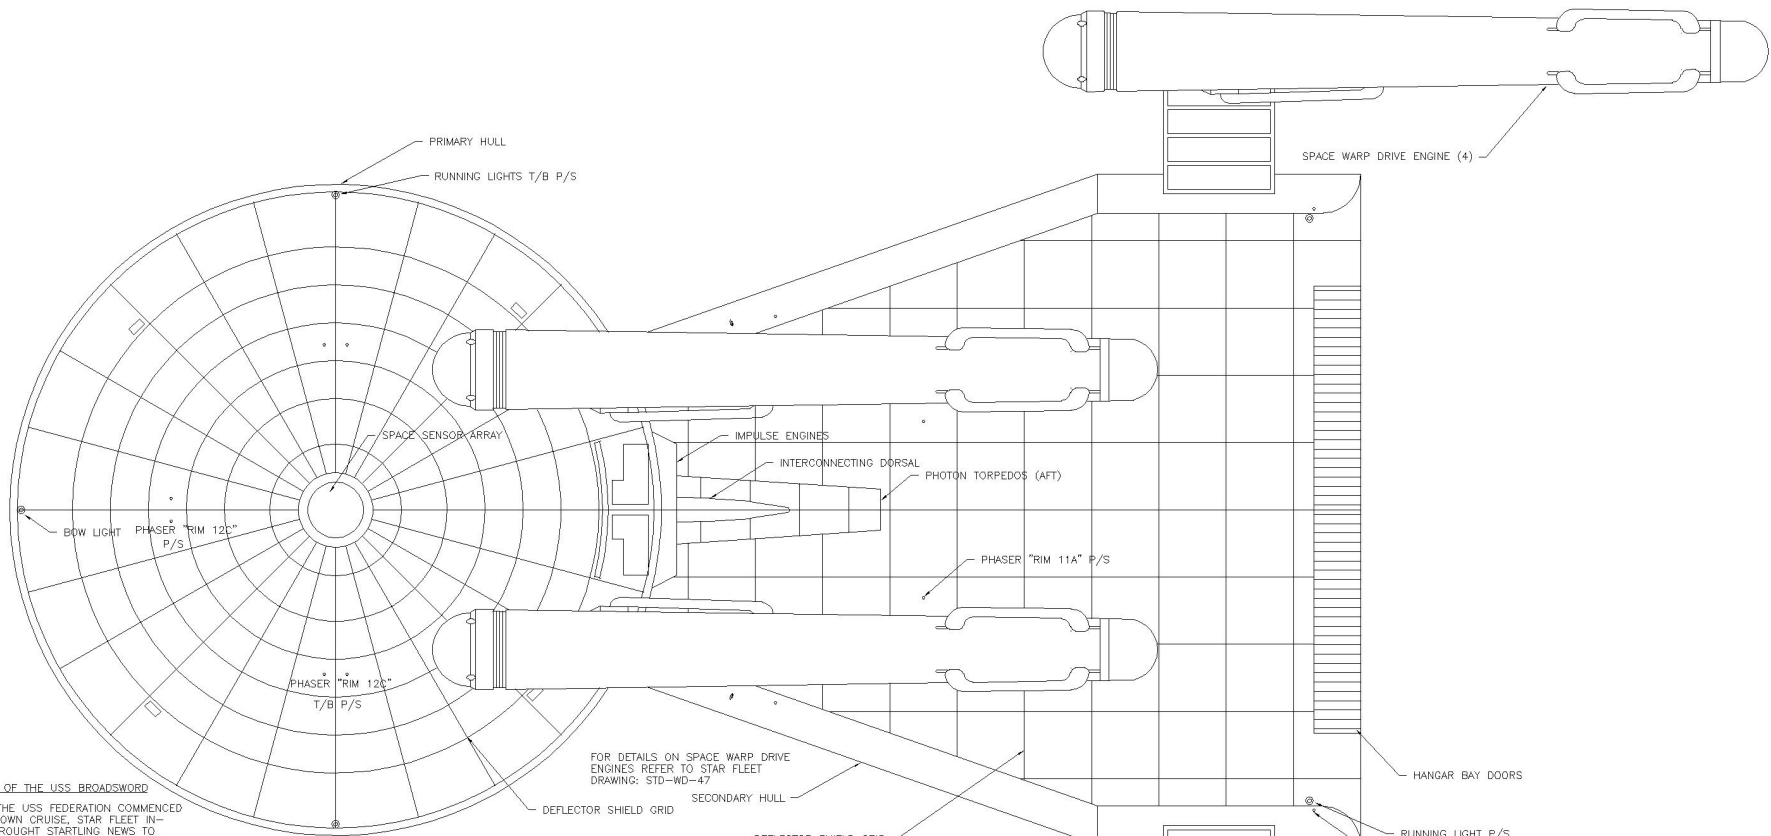 PRIMARY HULL
RUNNING LIGHTS T/B P/S
SPACE WARP DRIVE ENGINE (4)
SPACE SENSOR ARRAY
IMPULSE ENGINES
INTERCONNECTING DORSAL
PHOTON TORPEDOS (AFT)
BOW LIGHT
PHASER "RIM 12C"
P/S
PHASER "RIM 11A" P/S
PHASER "RIM 12C"
T/B P/S
FOR DETAILS ON SPACE WARP DRIVE
ENGINES REFER TO STAR FLEET
DRAWING: STD-WD-47
SECONDARY HULL
HANGAR BAY DOORS
DEFLECTOR SHIELD GRID
OF THE USS BROADSWORD
THE USS FEDERATION COMMENCED
OWN CRUISE, STAR FLEET IN-
ROUGHT STARTLING NEWS TO
DEFLECTOR SHIELD GRID
RUNNING LIGHT P/S